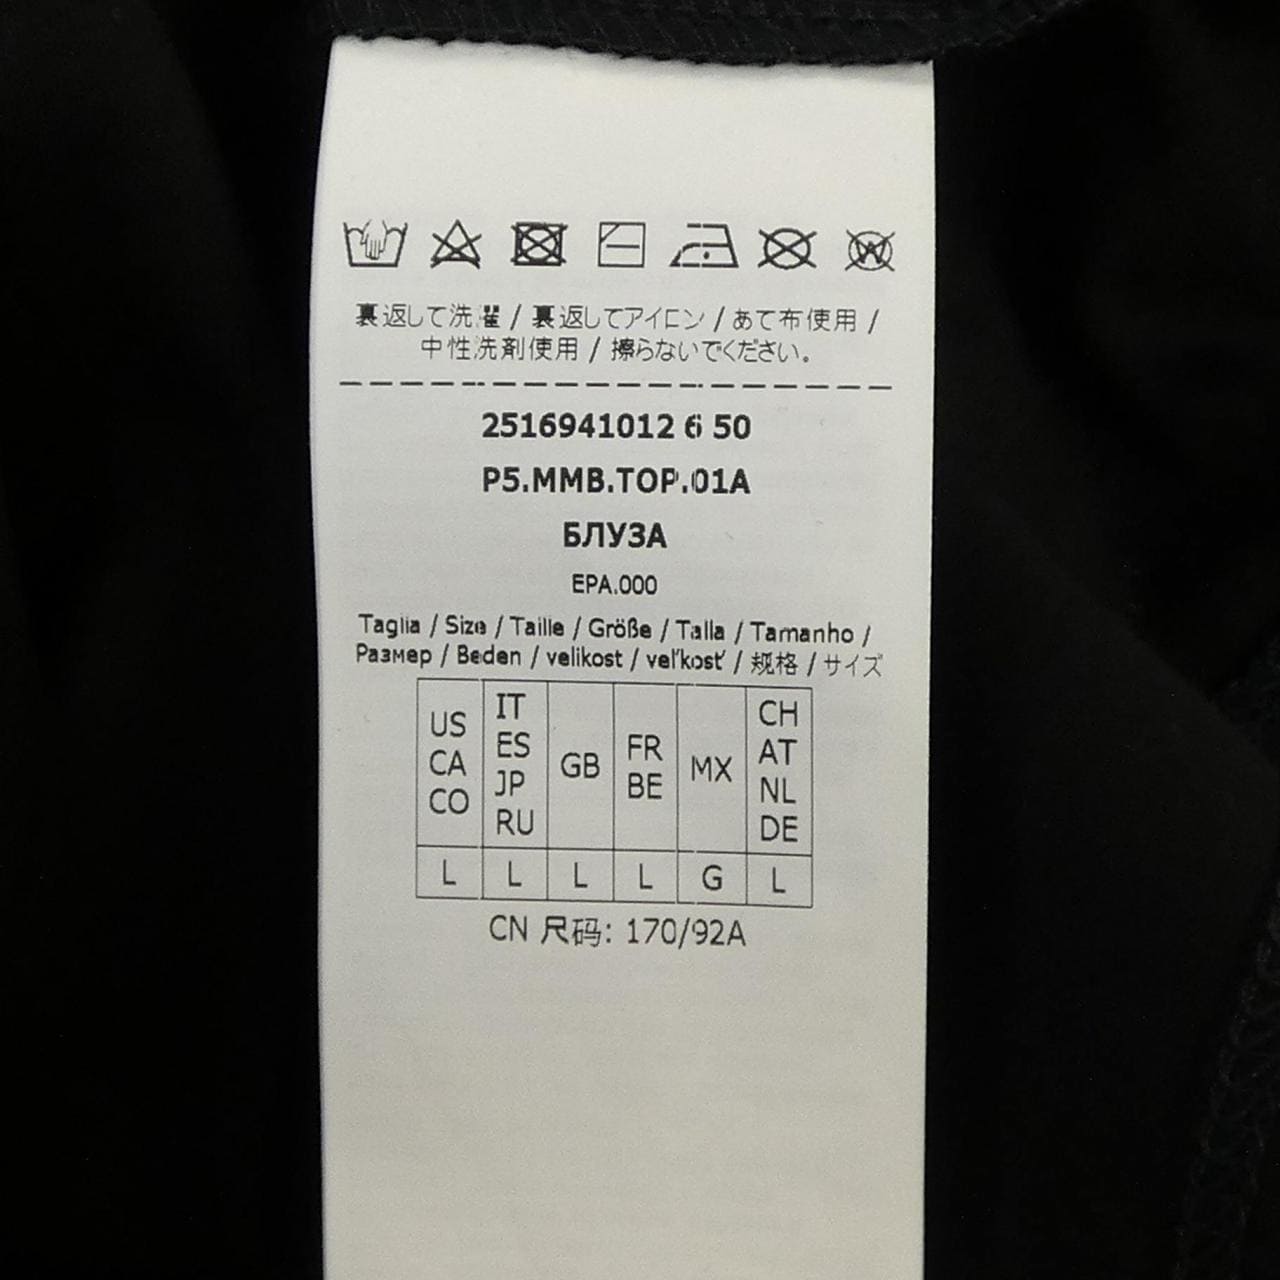 裏返して洗濯 / 裏返してアイロン / あて布使用 /
中性洗剤使用 / 擦らないでください。
2516941012 6 50
P5.MMB.TOP.01A
БЛУЗА
EPA.000
Taglia / Size / Taille / Größe / Talla / Tamanho /
Размер / Beden / velikost / veľkosť / 规格 / サイズ
US CA CO | IT ES JP RU | GB | FR BE | MX | CH AT NL DE
L | L | L | L | G | L
CN 尺码: 170/92A